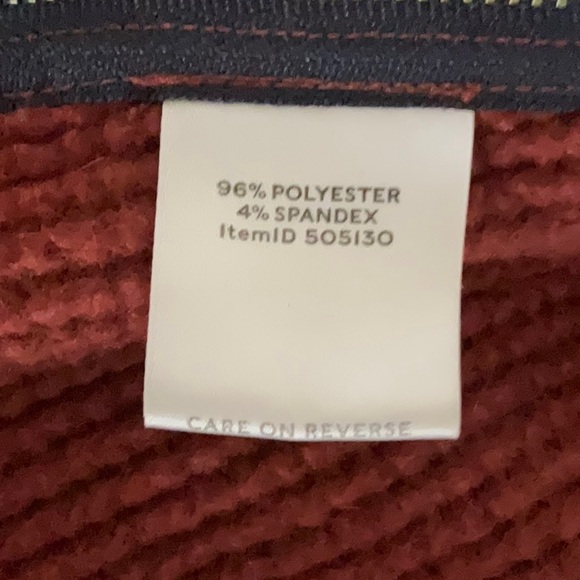 96% POLYESTER
4% SPANDEX
ItemID 505130
CARE ON REVERSE